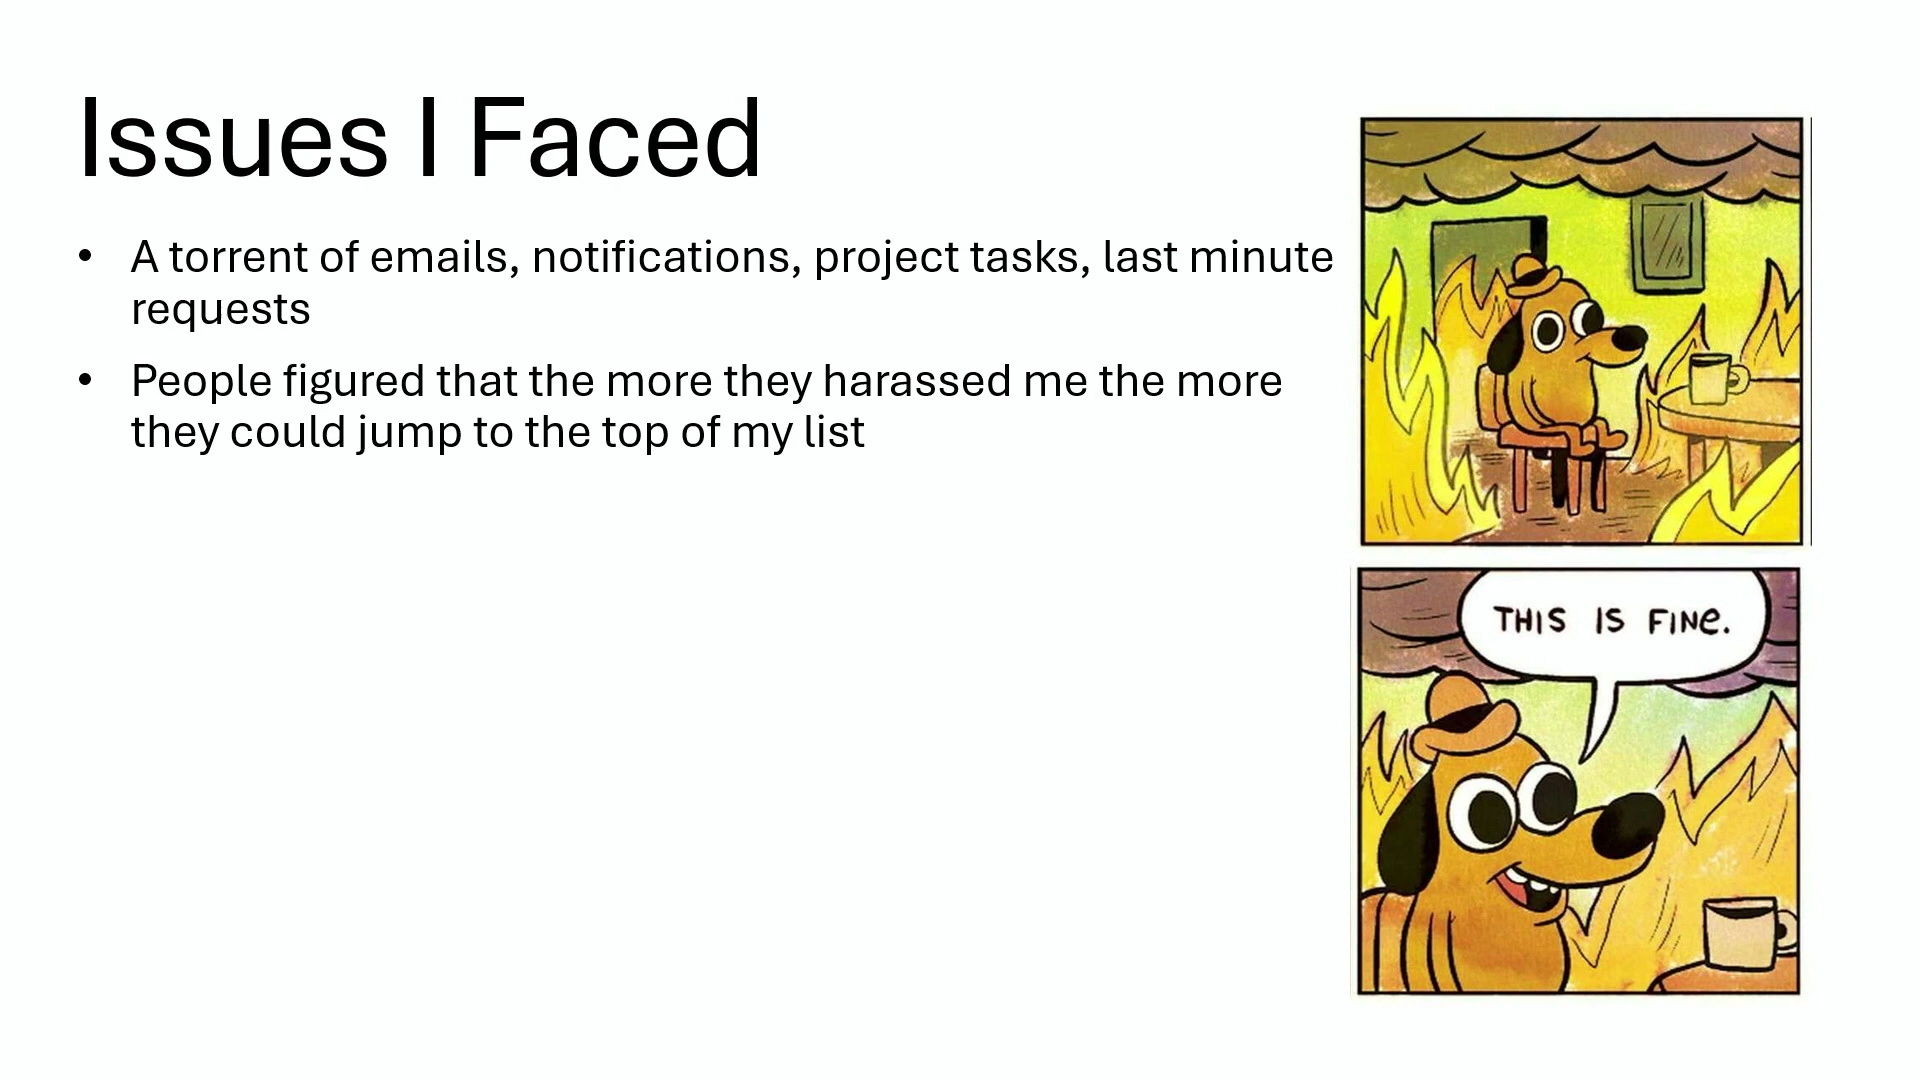 Issues I Faced
• A torrent of emails, notifications, project tasks, last minute
requests
• People figured that the more they harassed me the more
they could jump to the top of my list
THIS IS FINE.